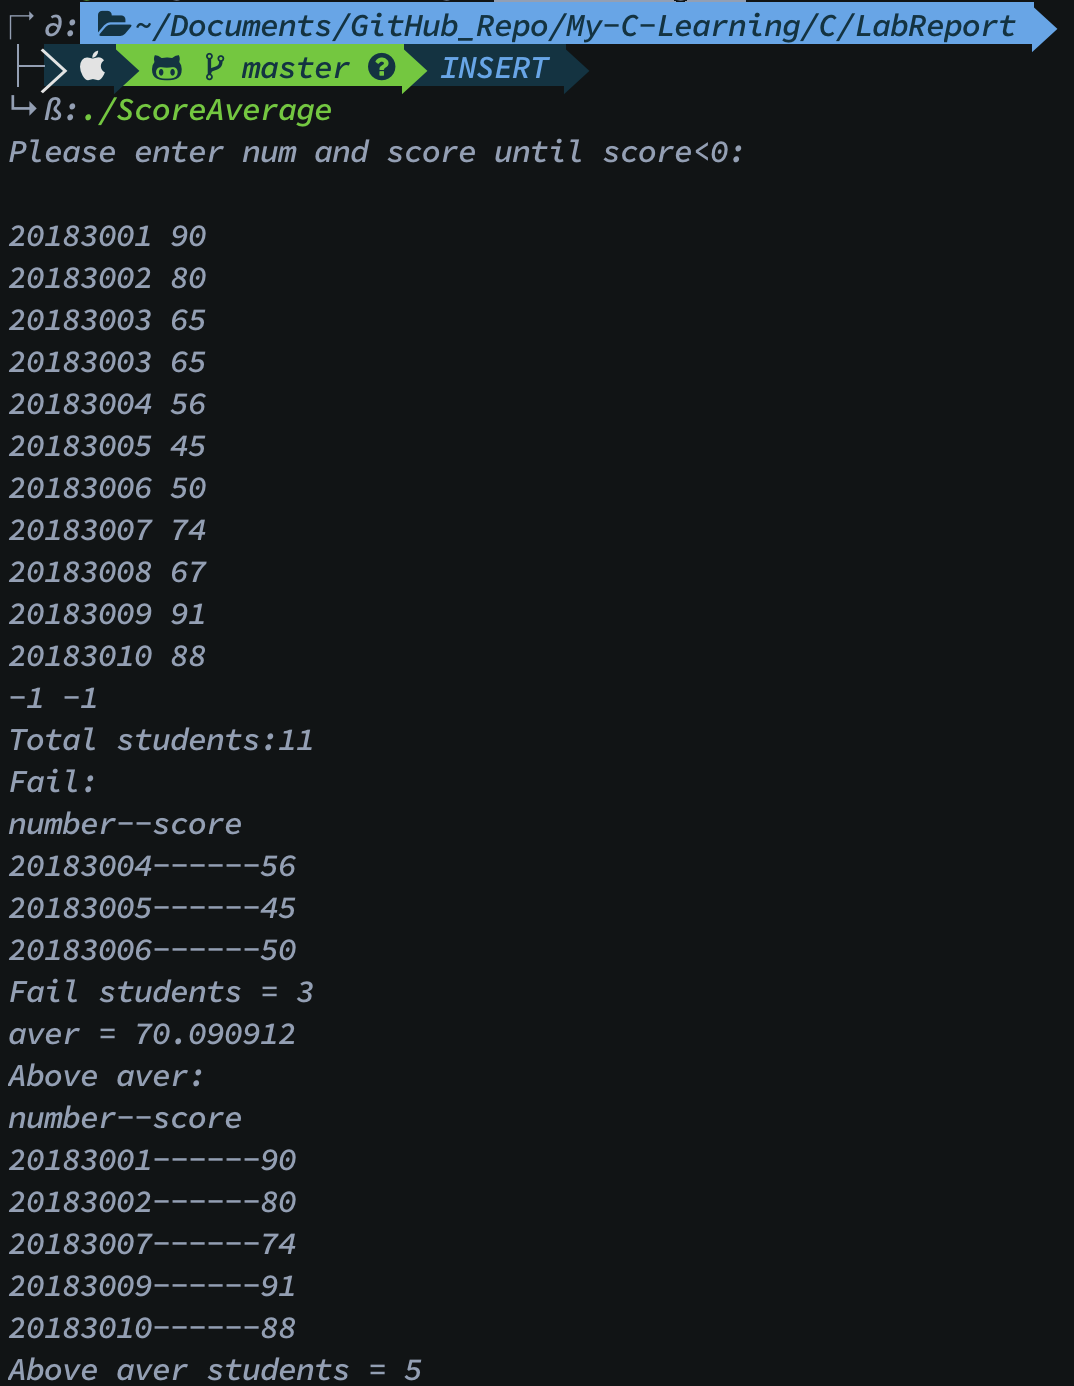 ∂: ~/Documents/GitHub_Repo/My-C-Learning/C/LabReport
master ? INSERT
ß:./ScoreAverage
Please enter num and score until score<0:
20183001 90
20183002 80
20183003 65
20183003 65
20183004 56
20183005 45
20183006 50
20183007 74
20183008 67
20183009 91
20183010 88
-1 -1
Total students:11
Fail:
number--score
20183004------56
20183005------45
20183006------50
Fail students = 3
aver = 70.090912
Above aver:
number--score
20183001------90
20183002------80
20183007------74
20183009------91
20183010------88
Above aver students = 5